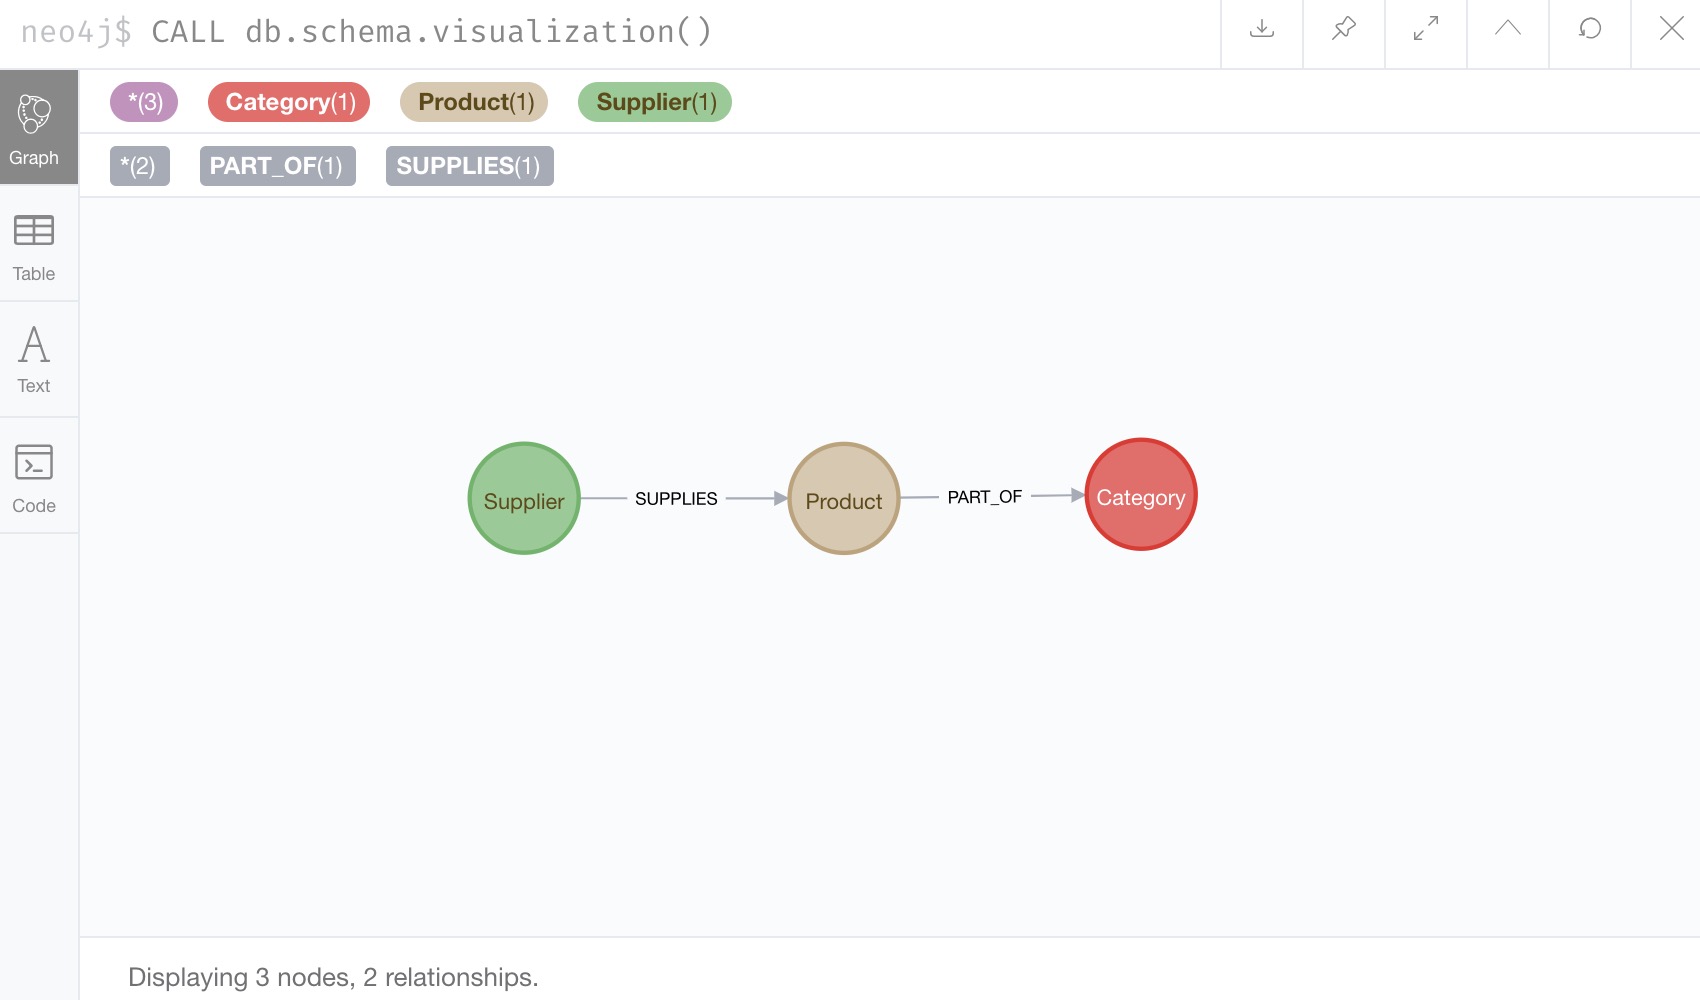 neo4j$ CALL db.schema.visualization()
*(3) Category(1) Product(1) Supplier(1)
*(2) PART_OF(1) SUPPLIES(1)
Graph
Table
Text
Code
Supplier SUPPLIES Product PART_OF Category
Displaying 3 nodes, 2 relationships.